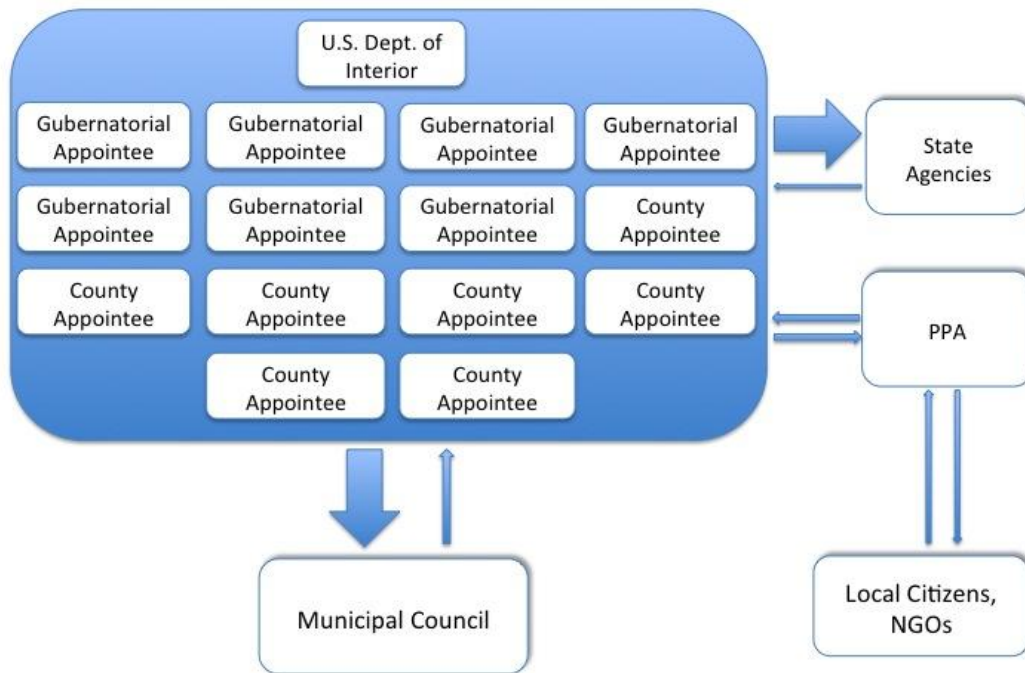 U.S. Dept. of
Interior
Gubernatorial
Appointee
Gubernatorial
Appointee
Gubernatorial
Appointee
Gubernatorial
Appointee
Gubernatorial
Appointee
Gubernatorial
Appointee
Gubernatorial
Appointee
County
Appointee
County
Appointee
County
Appointee
County
Appointee
County
Appointee
County
Appointee
County
Appointee
State
Agencies
PPA
Municipal Council
Local Citizens,
NGOs